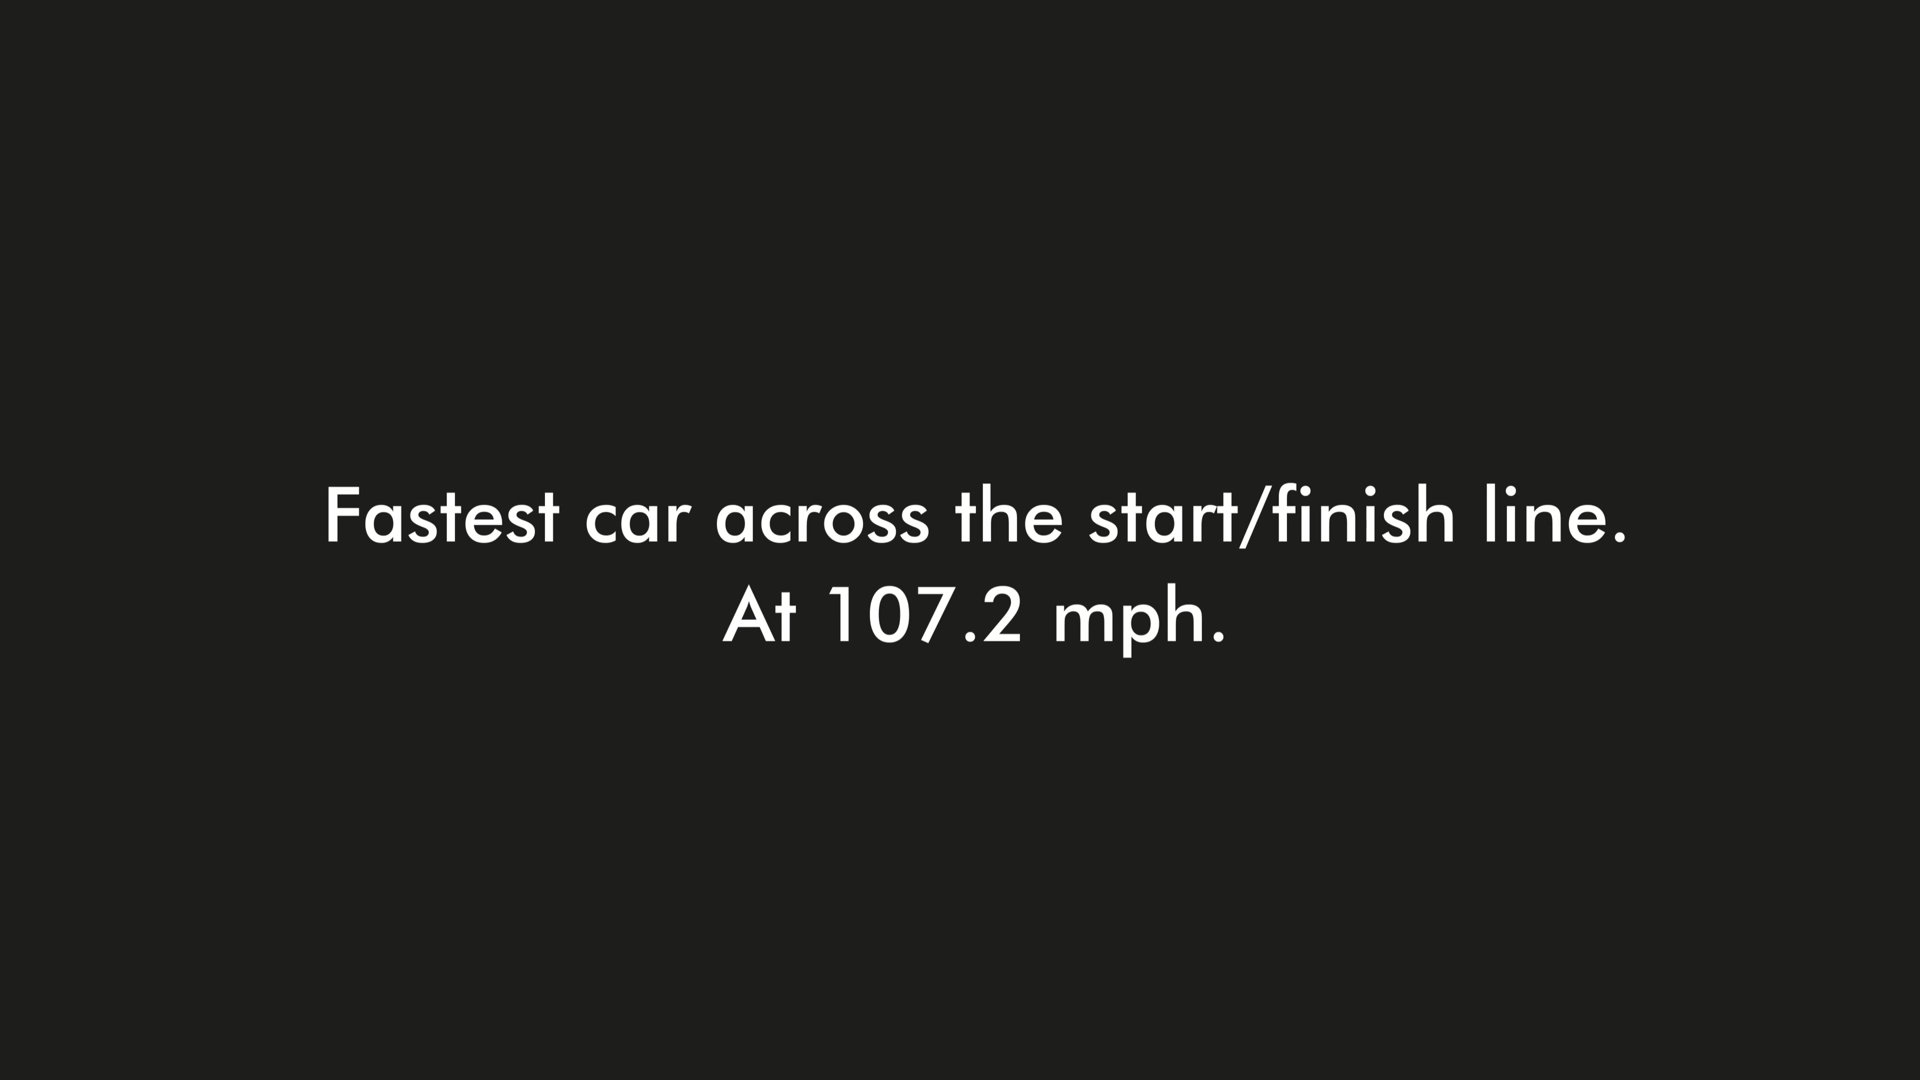 Fastest car across the start/finish line.
At 107.2 mph.